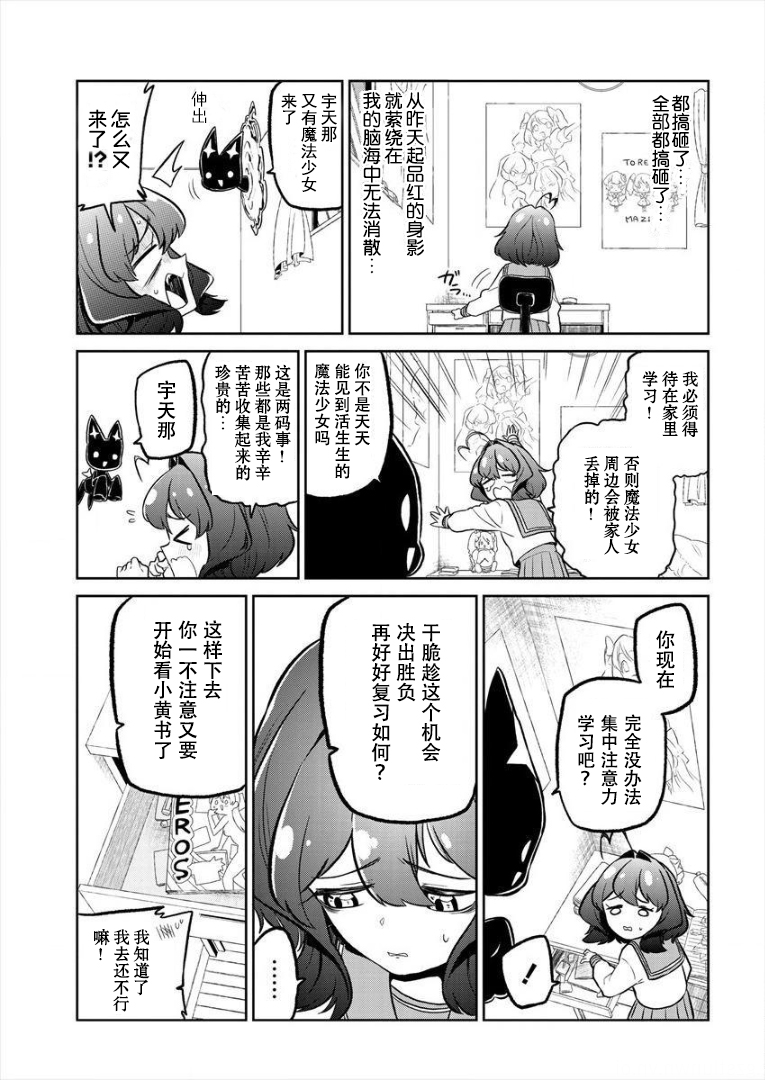 都搞砸了…
全部都搞砸了…
TO RE
MAZI
从昨天起品红的身影
就萦绕在
我的脑海中无法消散…
ガラ
宇天那
又有魔法少女
来了
伸出
怎么又
来了!?
我必须得
待在家里
学习！
否则魔法少女
周边会被家人
丢掉的！
你不是天天
能见到活生生的
魔法少女吗
这是两码事！
那些都是我辛辛
苦苦收集起来的
珍贵的…
宇天那
你现在
完全没办法
集中注意力
学习吧？
！
干脆趁这个机会
决出胜负
再好好复习如何？
……
这样下去
你一不注意又要
开始看小黄书了
EROS
我知道了
我去还不行
嘛！